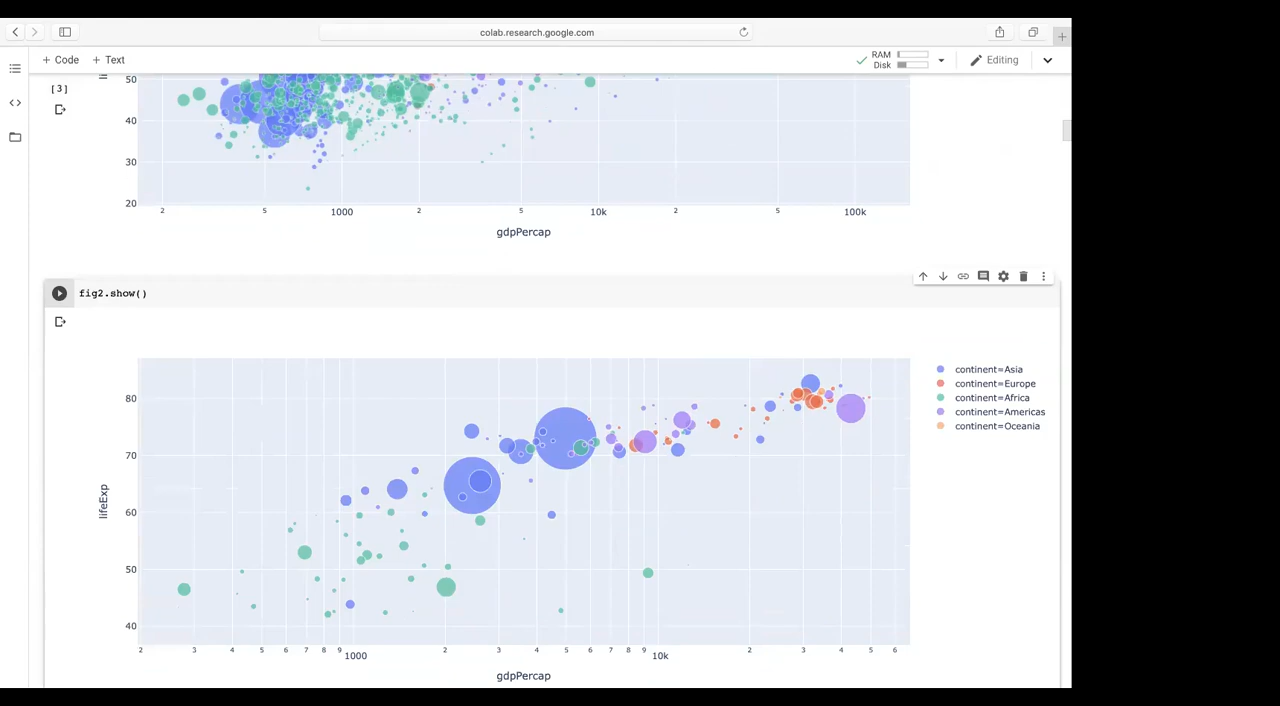 colab.research.google.com
+ Code + Text
RAM
Disk
Editing
[3]
50
40
30
20
2 5 1000 2 5 10k 2 5 100k
gdpPercap
fig2.show()
continent=Asia
continent=Europe
continent=Africa
continent=Americas
continent=Oceania
80
70
60
50
40
lifeExp
2 3 4 5 6 7 8 9 1000 2 3 4 5 6 7 8 9 10k 2 3 4 5 6
gdpPercap